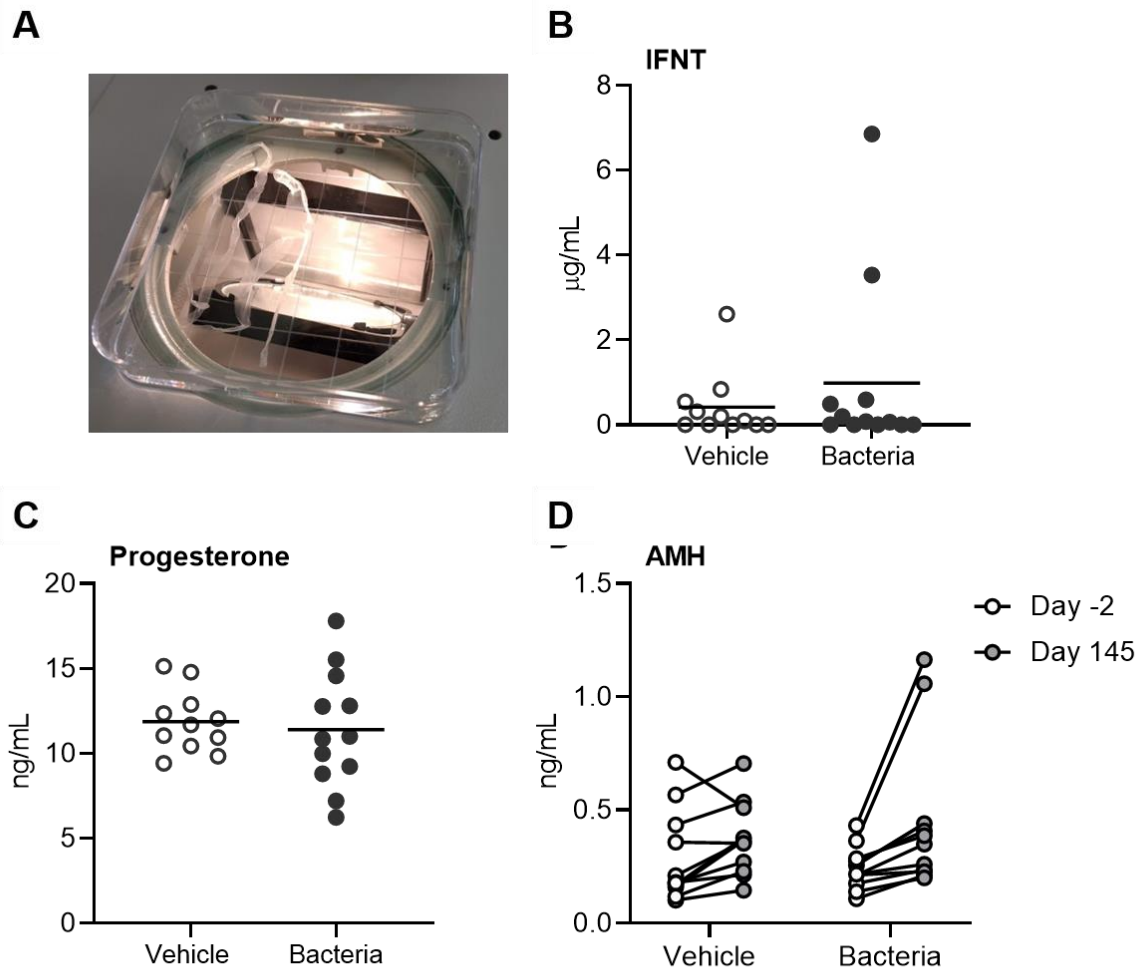 A
B
IFNT
8
6
4
2
0
µg/mL
Vehicle
Bacteria
C
Progesterone
20
15
10
5
0
ng/mL
Vehicle
Bacteria
D
AMH
1.5
1.0
0.5
0.0
ng/mL
Vehicle
Bacteria
Day -2
Day 145